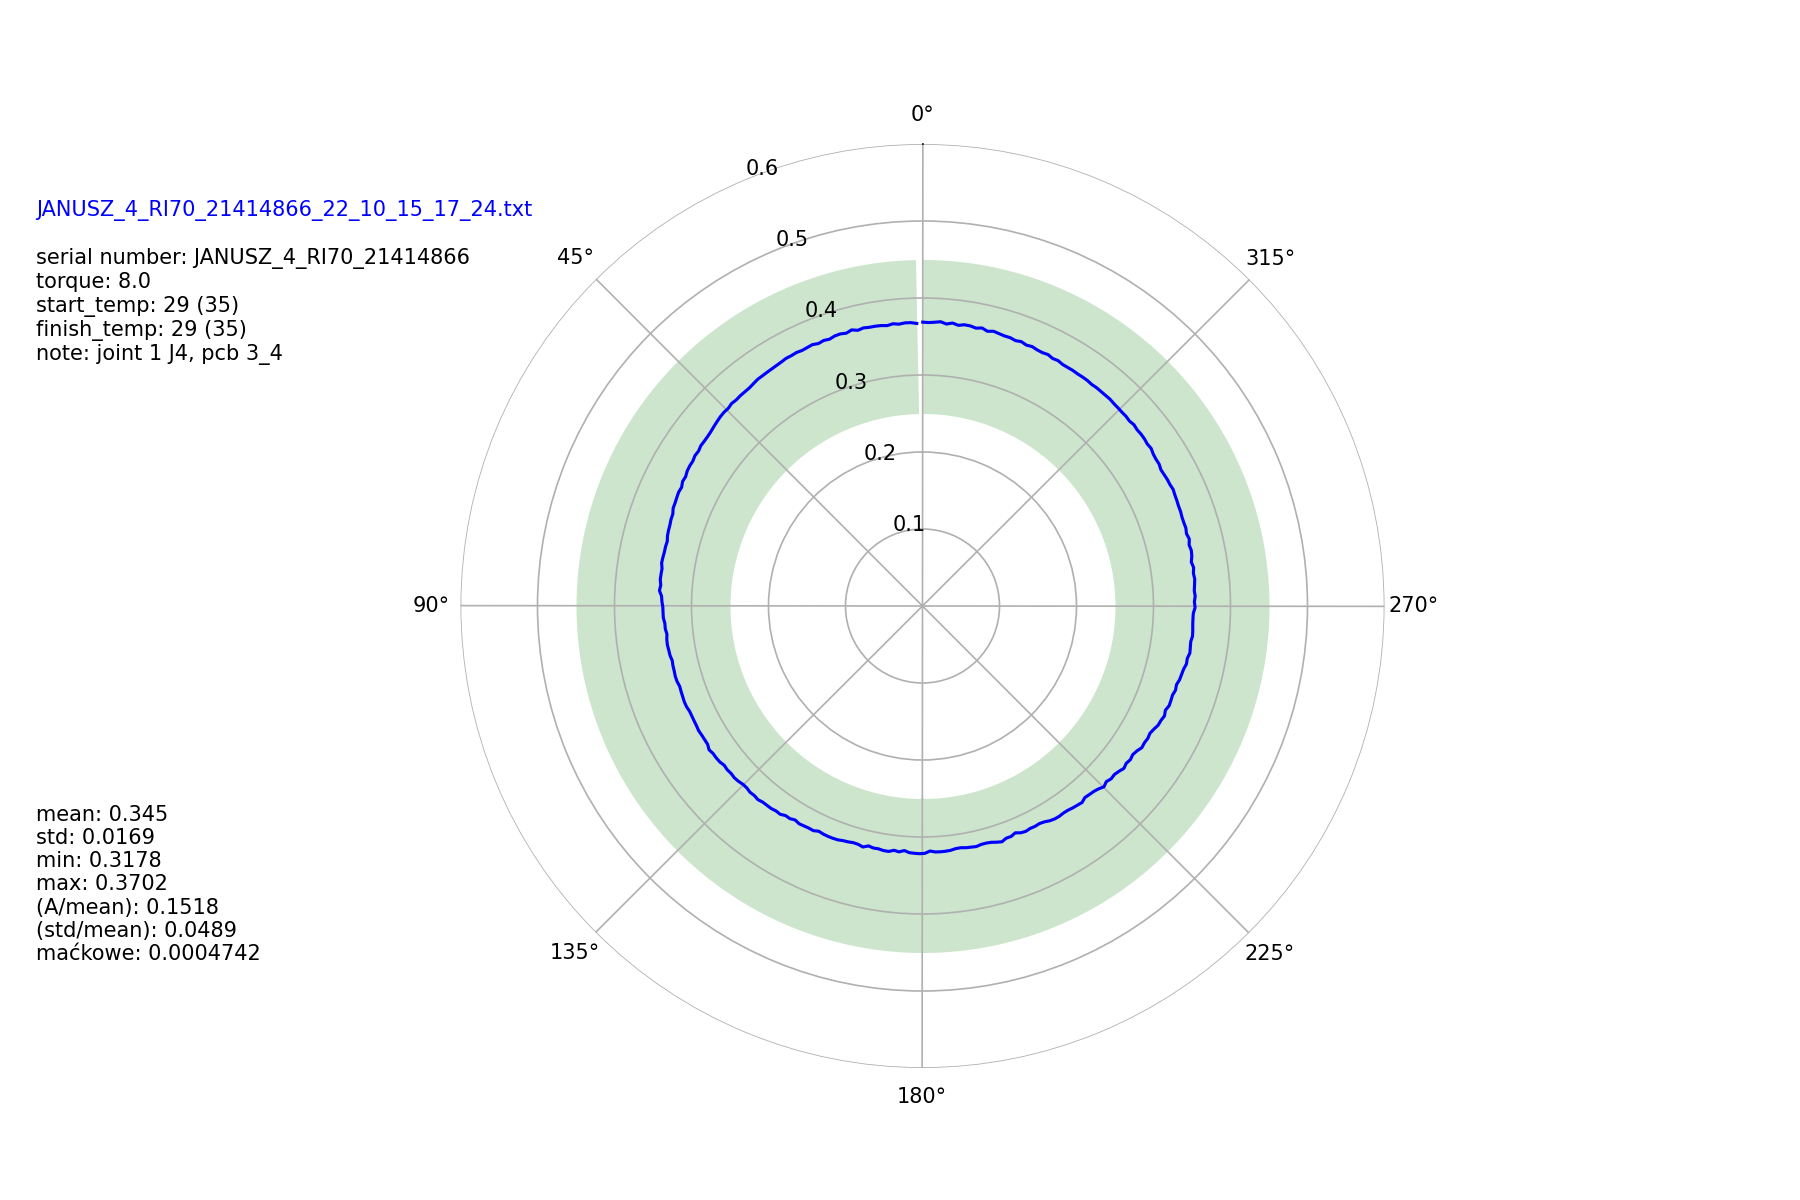 0°
0.6
JANUSZ_4_RI70_21414866_22_10_15_17_24.txt
0.5
serial number: JANUSZ_4_RI70_21414866
45°
315°
torque: 8.0
start_temp: 29 (35)
0.4
finish_temp: 29 (35)
note: joint 1 J4, pcb 3_4
0.3
0.2
0.1
90°
270°
mean: 0.345
std: 0.0169
min: 0.3178
max: 0.3702
(A/mean): 0.1518
(std/mean): 0.0489
maćkowe: 0.0004742
135°
225°
180°